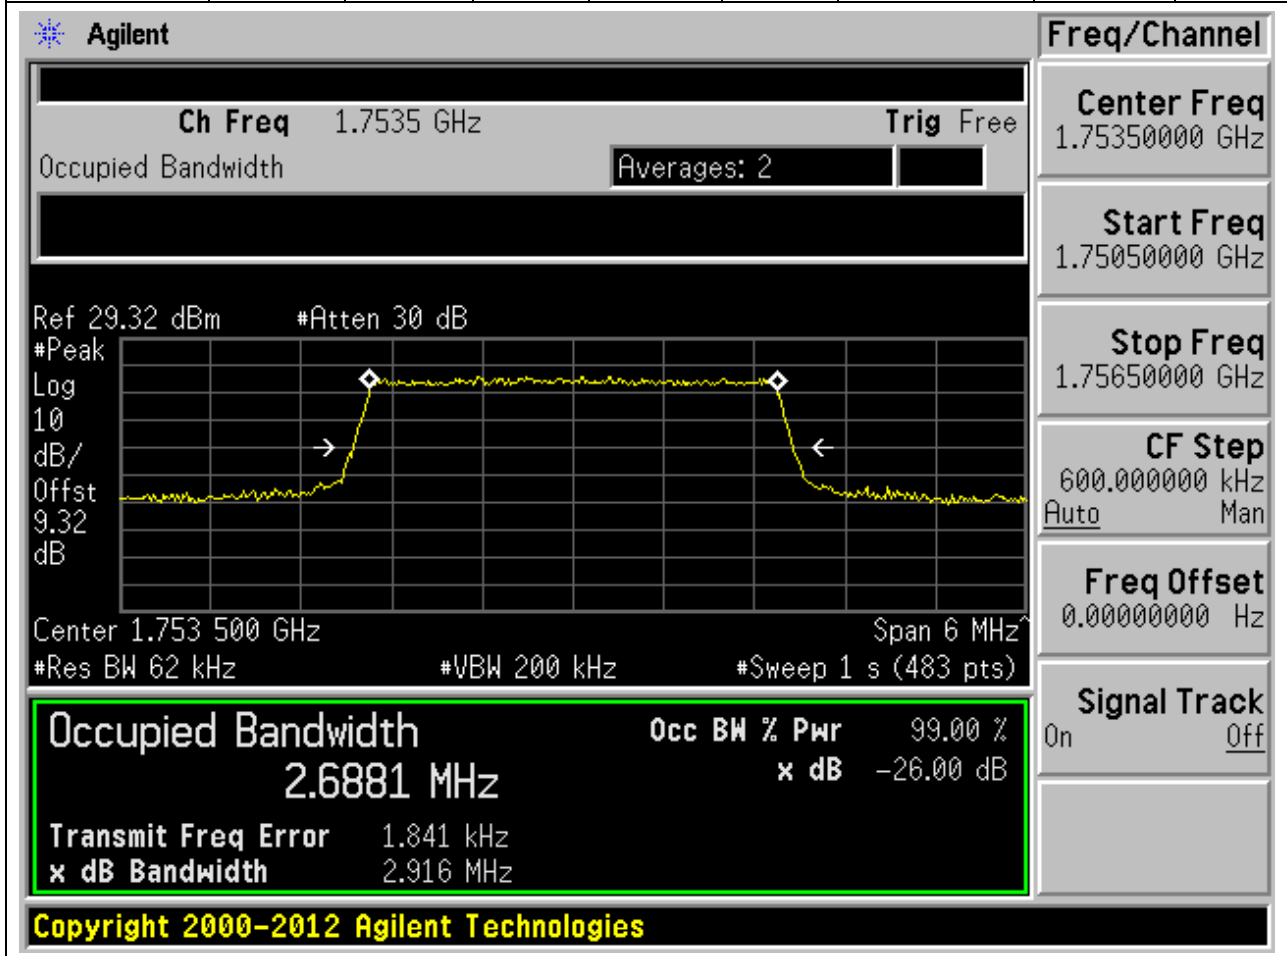 Agilent
Freq/Channel
Ch Freq 1.7535 GHz Trig Free
Occupied Bandwidth Averages: 2
Center Freq
1.75350000 GHz
Start Freq
1.75050000 GHz
Stop Freq
1.75650000 GHz
CF Step
600.000000 kHz
Auto Man
Freq Offset
0.00000000 Hz
Signal Track
On Off
Ref 29.32 dBm #Atten 30 dB
#Peak
Log
10
dB/
Offst
9.32
dB
Center 1.753 500 GHz Span 6 MHz^
#Res BW 62 kHz #VBW 200 kHz #Sweep 1 s (483 pts)
Occupied Bandwidth Occ BW % Pwr 99.00 %
2.6881 MHz x dB -26.00 dB
Transmit Freq Error 1.841 kHz
x dB Bandwidth 2.916 MHz
Copyright 2000-2012 Agilent Technologies